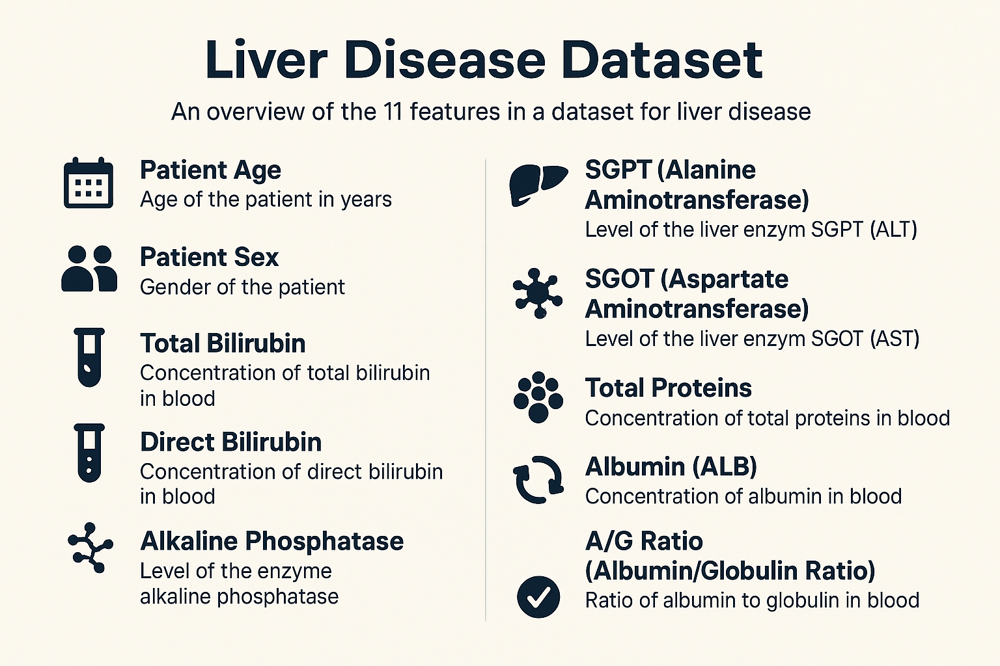 Liver Disease Dataset
An overview of the 11 features in a dataset for liver disease
Patient Age
Age of the patient in years
Patient Sex
Gender of the patient
Total Bilirubin
Concentration of total bilirubin
in blood
Direct Bilirubin
Concentration of direct bilirubin
in blood
Alkaline Phosphatase
Level of the enzyme
alkaline phosphatase
SGPT (Alanine
Aminotransferase)
Level of the liver enzym SGPT (ALT)
SGOT (Aspartate
Aminotransferase)
Level of the liver enzym SGOT (AST)
Total Proteins
Concentration of total proteins in blood
Albumin (ALB)
Concentration of albumin in blood
A/G Ratio
(Albumin/Globulin Ratio)
Ratio of albumin to globulin in blood